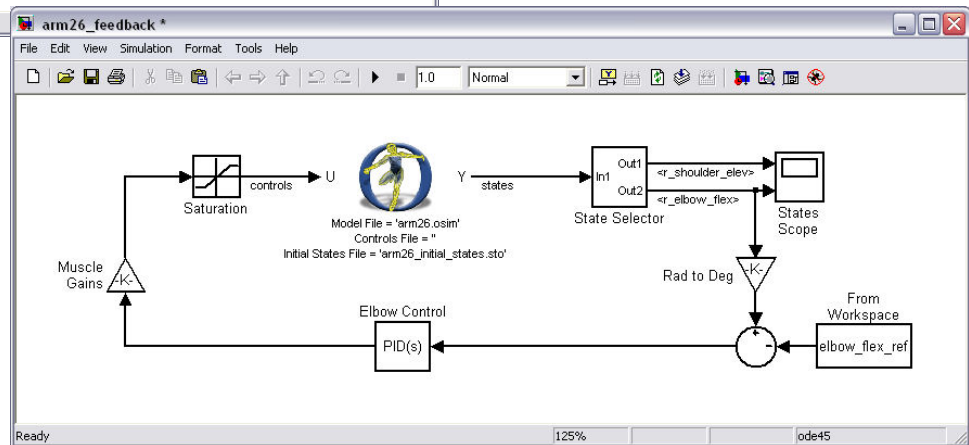 arm26_feedback *
File Edit View Simulation Format Tools Help
1.0 Normal
Saturation
controls
U
Y
states
Model File = 'arm26.osim'
Controls File = ''
Initial States File = 'arm26_initial_states.sto'
In1
Out1
Out2
State Selector
<r_shoulder_elev>
<r_elbow_flex>
States
Scope
Muscle
Gains
-K-
Rad to Deg
-K-
Elbow Control
PID(s)
+
-
From
Workspace
elbow_flex_ref
Ready 125% ode45